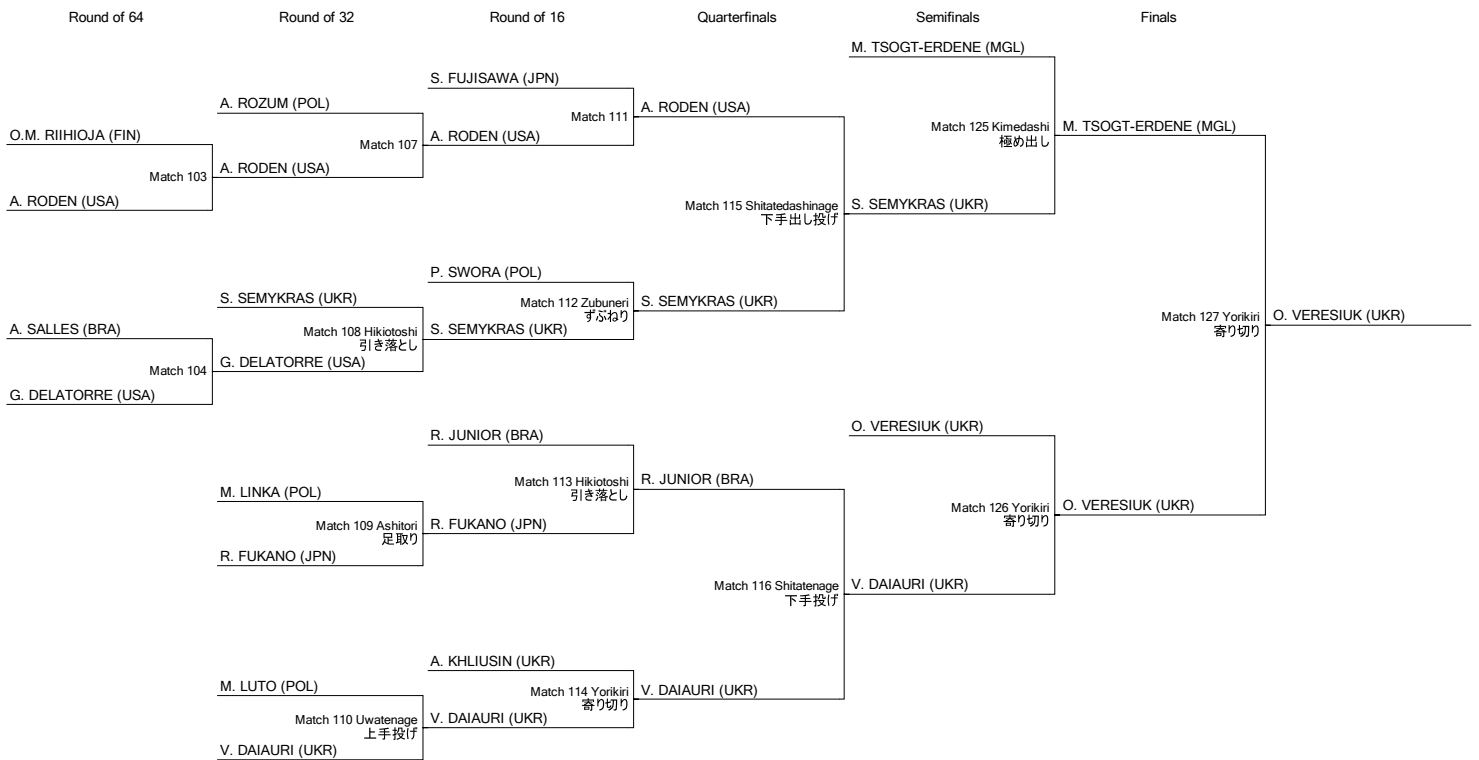 Round of 64 Round of 32 Round of 16 Quarterfinals Semifinals Finals
M. TSOGT-ERDENE (MGL)
S. FUJISAWA (JPN)
A. ROZUM (POL)
Match 111
A. RODEN (USA)
O.M. RIIHIOJA (FIN)
Match 107
A. RODEN (USA)
Match 125 Kimedashi
極め出し
M. TSOGT-ERDENE (MGL)
Match 103
A. RODEN (USA)
A. RODEN (USA)
Match 115 Shitatedashinage
下手出し投げ
S. SEMYKRAS (UKR)
P. SWORA (POL)
S. SEMYKRAS (UKR)
Match 112 Zubuneri
ずぶねり
S. SEMYKRAS (UKR)
A. SALLES (BRA)
Match 108 Hikiotoshi
引き落とし
S. SEMYKRAS (UKR)
Match 127 Yorikiri
寄り切り
O. VERESIUK (UKR)
Match 104
G. DELATORRE (USA)
G. DELATORRE (USA)
R. JUNIOR (BRA)
O. VERESIUK (UKR)
M. LINKA (POL)
Match 113 Hikiotoshi
引き落とし
R. JUNIOR (BRA)
Match 109 Ashitori
足取り
R. FUKANO (JPN)
Match 126 Yorikiri
寄り切り
O. VERESIUK (UKR)
R. FUKANO (JPN)
Match 116 Shitatenage
下手投げ
V. DAIAURI (UKR)
A. KHLIUSIN (UKR)
M. LUTO (POL)
Match 114 Yorikiri
寄り切り
V. DAIAURI (UKR)
Match 110 Uwatenage
上手投げ
V. DAIAURI (UKR)
V. DAIAURI (UKR)